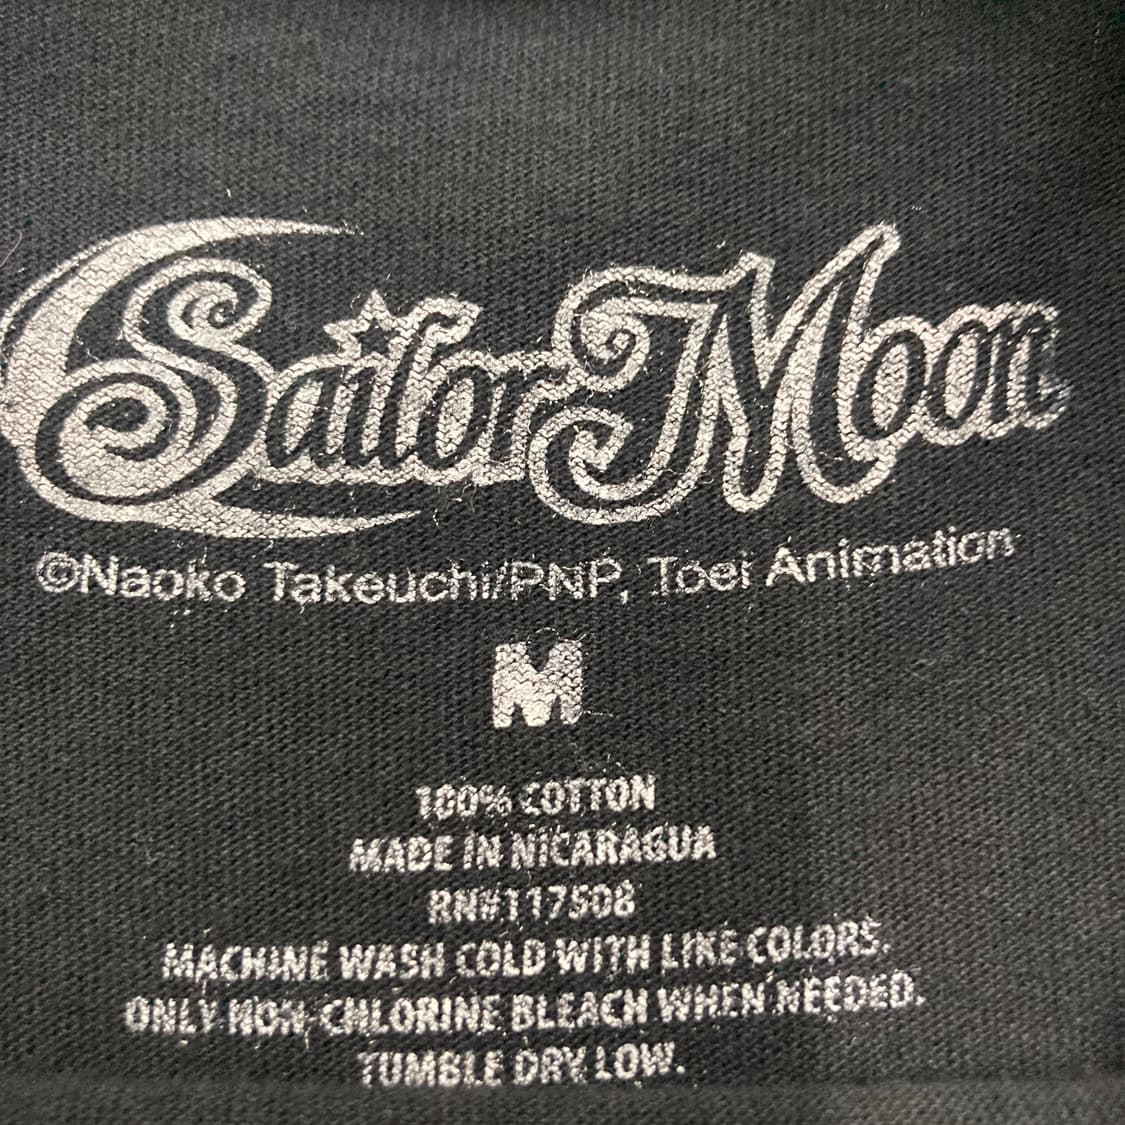 Sailor Moon
©Naoko Takeuchi/PNP, Toei Animation
M
100% COTTON
MADE IN NICARAGUA
RN#117508
MACHINE WASH COLD WITH LIKE COLORS.
ONLY NON-CHLORINE BLEACH WHEN NEEDED.
TUMBLE DRY LOW.